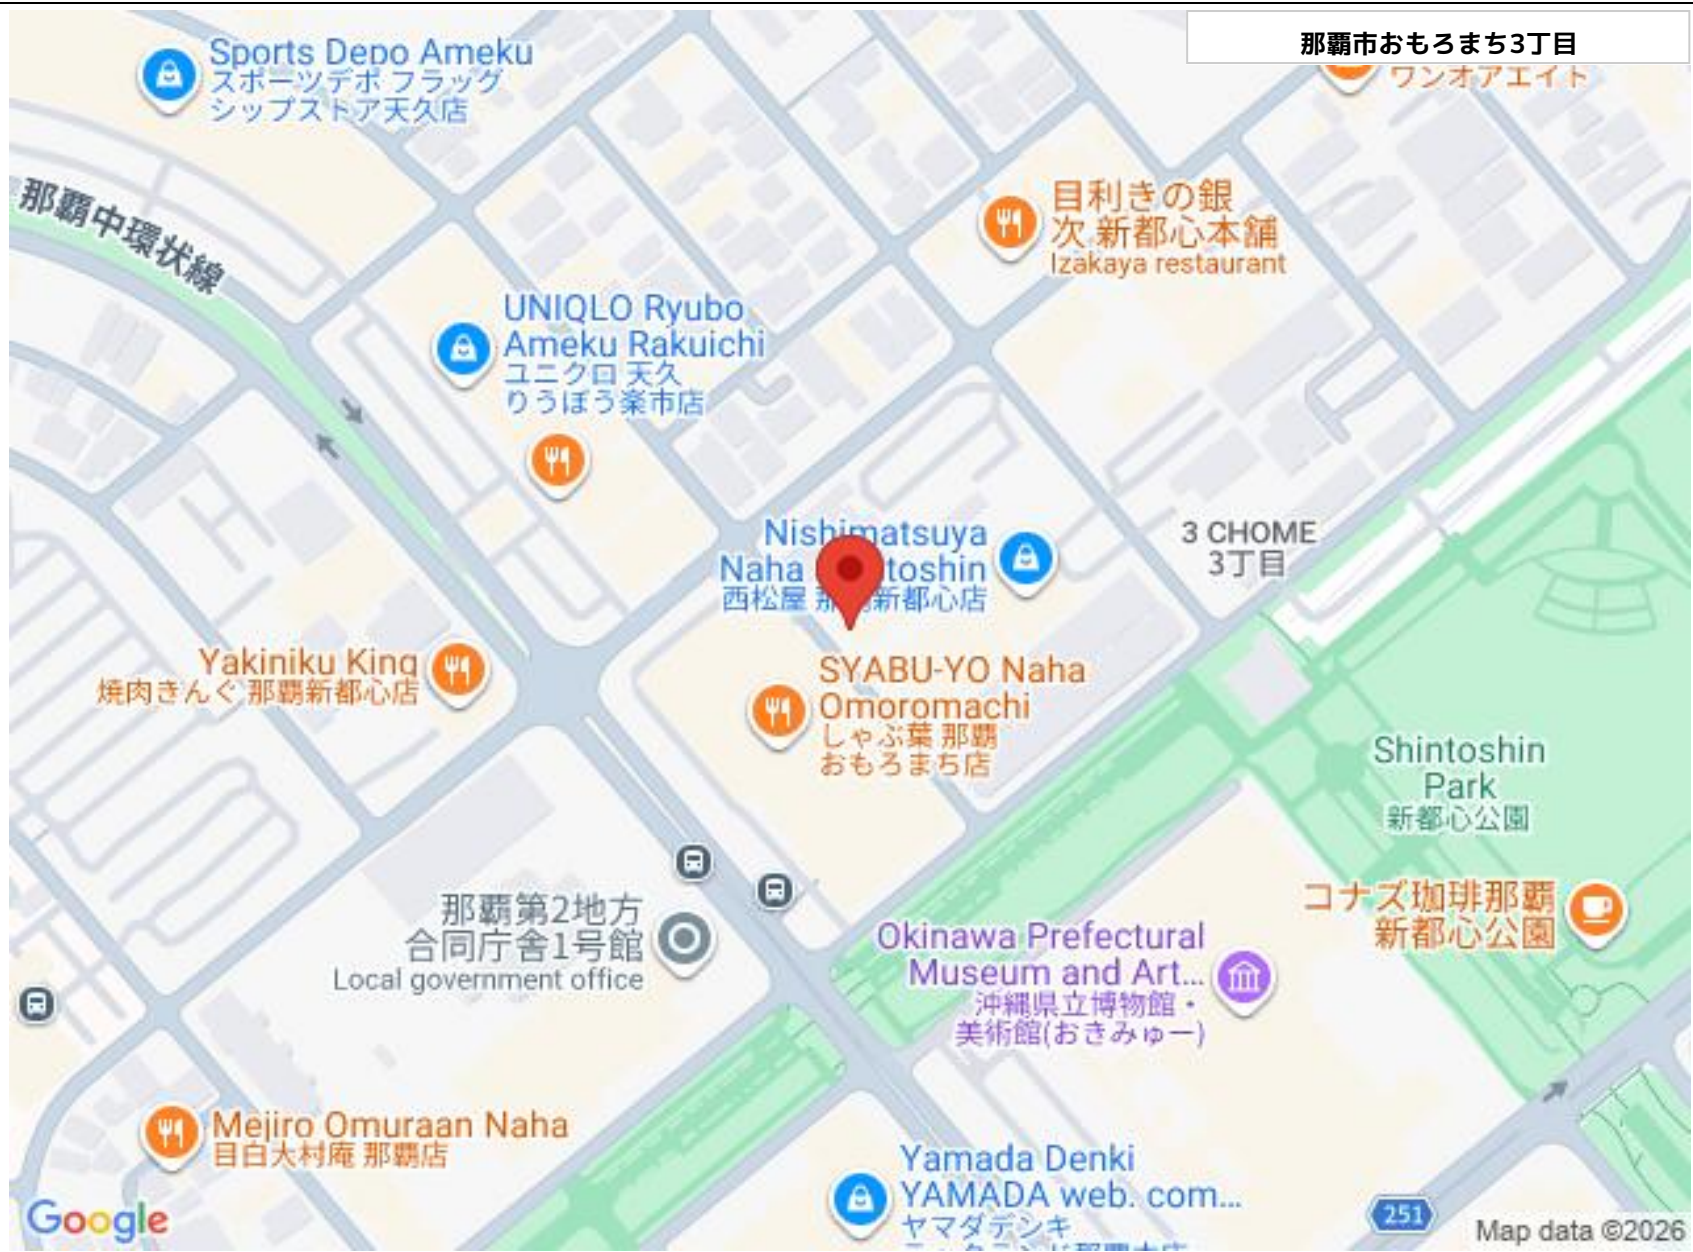 那覇市おもろまち3丁目
Sports Depo Ameku
スポーツデポ フラッグ
シップストア天久店
ワンオアエイト
那覇中環状線
目利きの銀
次 新都心本舗
Izakaya restaurant
UNIQLO Ryubo
Ameku Rakuichi
ユニクロ 天久
りうぼう楽市店
Nishimatsuya
Naha toshin
西松屋 那 新都心店
3 CHOME
3丁目
Yakiniku King
焼肉きんぐ 那覇新都心店
SYABU-YO Naha
Omoromachi
しゃぶ葉 那覇
おもろまち店
Shintoshin
Park
新都心公園
那覇第2地方
合同庁舎1号館
Local government office
コナズ珈琲那覇
新都心公園
Okinawa Prefectural
Museum and Art...
沖縄県立博物館・
美術館(おきみゅー)
Mejiro Omuraan Naha
目白大村庵 那覇店
Yamada Denki
YAMADA web. com...
ヤマダデンキ
251
Google
Map data ©2026